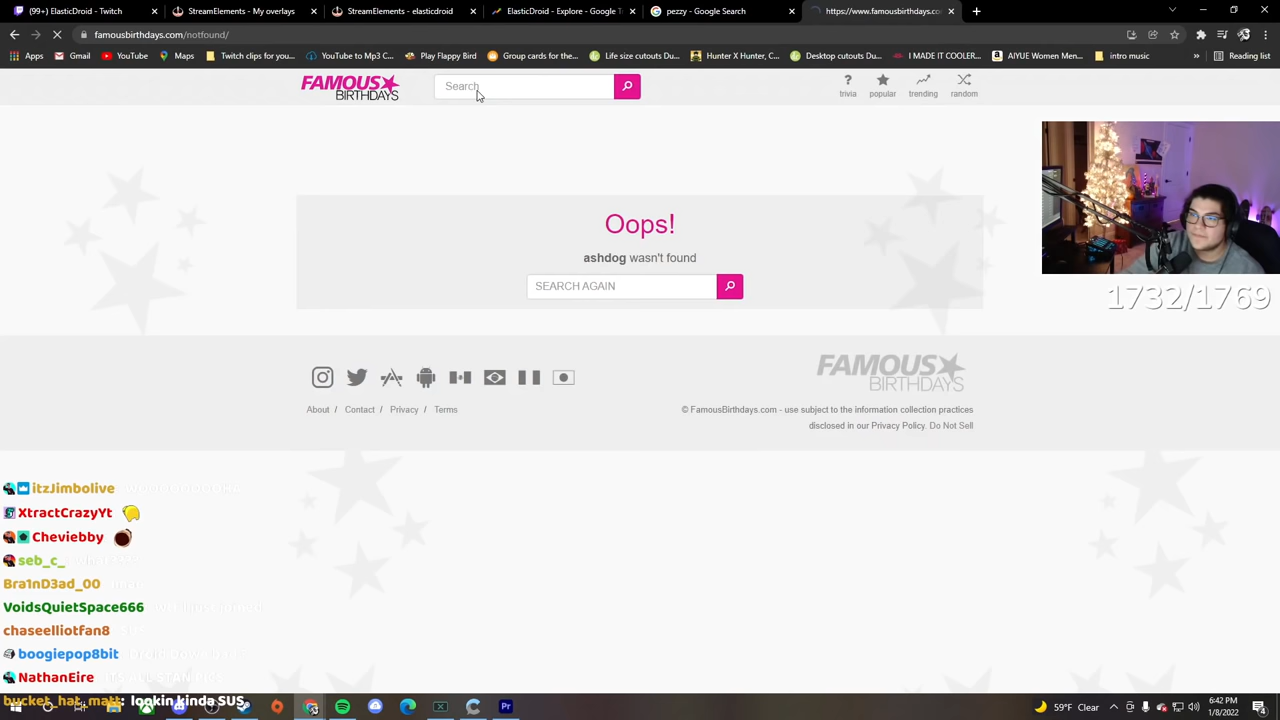 (99+) ElasticDroid - Twitch
StreamElements - My overlays
StreamElements - elasticdroid
ElasticDroid - Explore - Google T
pezy - Google Search
https://www.famousbirthdays.com/
famousbirthdays.com/notfound/
Apps
Gmail
YouTube
Maps
Twitch clips for you...
YouTube to Mp3 C...
Play Flappy Bird
Group cards for the...
Life size cutouts Du...
Hunter X Hunter, C...
Desktop cutouts Du...
I MADE IT COOLER...
AIYUE Women Men...
intro music
Reading list
FAMOUS BIRTHDAYS
Search
trivia
popular
trending
random
Oops!
ashdog wasn't found
SEARCH AGAIN
1732/1769
FAMOUS BIRTHDAYS
About / Contact / Privacy / Terms
© FamousBirthdays.com - use subject to the information collection practices
disclosed in our Privacy Policy. Do Not Sell
itzJimbolive
XtractCrazyYt
Cheviebby
seb_c_
Bra1nD3ad_00
VoidsQuietSpace666
chaseelliotfan8
boogiepop8bit
NathanEire
bucket_hat_matt: lookin kinda SUS
59°F Clear
6:42 PM
1/8/2022